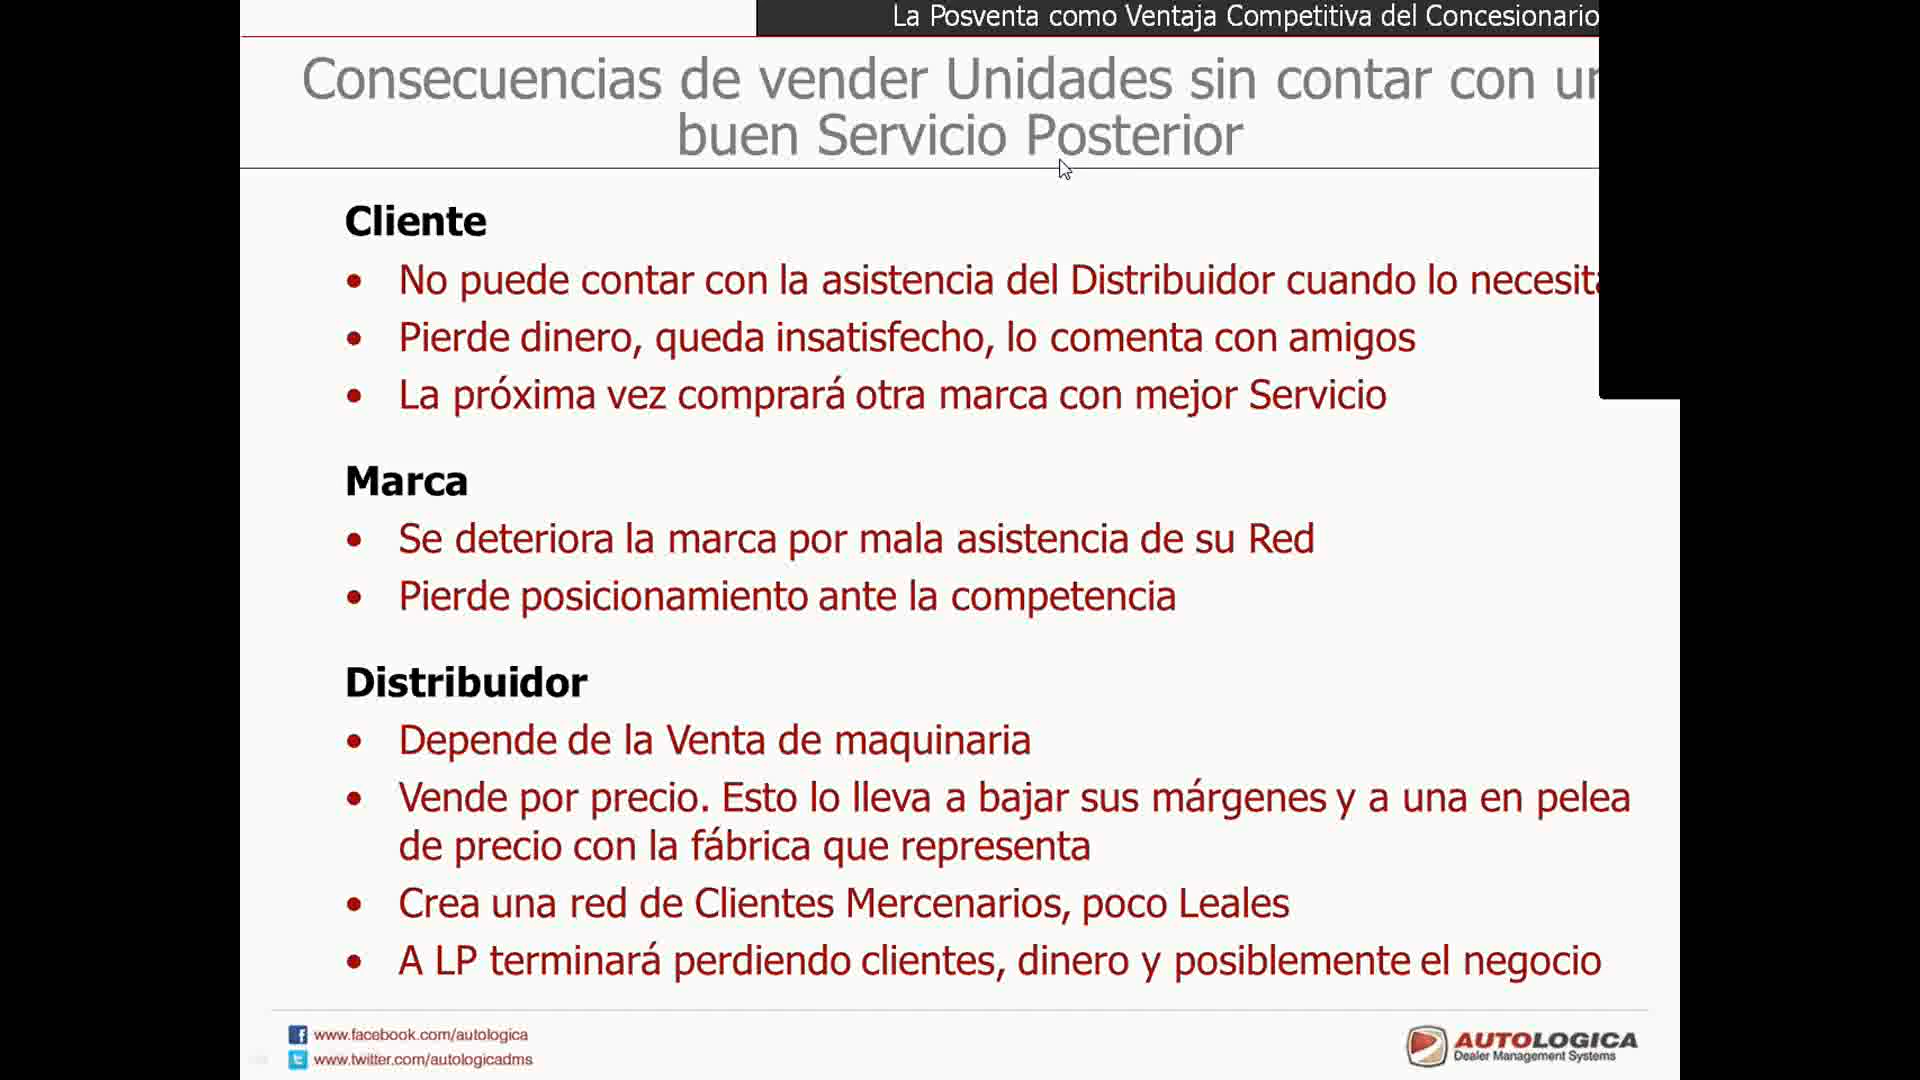 La Posventa como Ventaja Competitiva del Concesionario
Consecuencias de vender Unidades sin contar con
buen Servicio Posterior
Cliente
• No puede contar con la asistencia del Distribuidor cuando lo necesita
• Pierde dinero, queda insatisfecho, lo comenta con amigos
• La próxima vez comprará otra marca con mejor Servicio
Marca
• Se deteriora la marca por mala asistencia de su Red
• Pierde posicionamiento ante la competencia
Distribuidor
• Depende de la Venta de maquinaria
• Vende por precio. Esto lo lleva a bajar sus márgenes y a una en pelea
de precio con la fábrica que representa
• Crea una red de Clientes Mercenarios, poco Leales
• A LP terminará perdiendo clientes, dinero y posiblemente el negocio
www.facebook.com/autologica
www.twitter.com/autologicadms
AUTOLOGICA
Dealer Management Systems